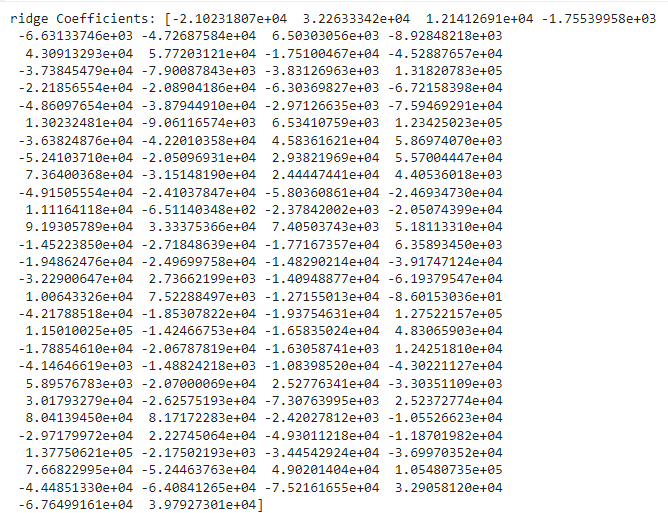 ridge Coefficients: [-2.10231807e+04  3.22633342e+04  1.21412691e+04 -1.75539958e+03
 -6.63133746e+03 -4.72687584e+04  6.50303056e+03 -8.92848218e+03
  4.30913293e+04  5.77203121e+04 -1.75100467e+04 -4.52887657e+04
 -3.73845479e+04 -7.90087843e+03 -3.83126963e+03  1.31820783e+05
 -2.21856554e+04 -2.08904186e+04 -6.30369827e+03 -6.72158398e+04
 -4.86097654e+04 -3.87944910e+04 -2.97126635e+03 -7.59469291e+04
  1.30232481e+04 -9.06116574e+03  6.53410759e+03  1.23425023e+04
 -3.63824876e+04 -4.22010358e+04  4.58361621e+04  5.86974070e+03
 -5.24103710e+04 -2.05096931e+04  2.93821969e+04  5.57004447e+04
  7.36400368e+04 -3.15148190e+04  2.44447441e+04  4.40536018e+03
 -4.91505554e+04 -2.41037847e+04 -5.80360861e+04 -2.46934730e+04
  1.11164118e+04 -6.51140348e+02 -2.37842002e+03 -2.05074399e+04
  9.19305789e+04  3.33375366e+04  7.40503743e+04  5.18113310e+04
 -1.45223850e+04 -2.71848639e+04 -1.77167357e+04  6.35893450e+03
 -1.94862476e+04 -2.49699758e+04 -1.48290214e+04 -3.91747124e+04
 -3.22900647e+04  2.73662199e+03 -1.40948877e+04 -6.19379547e+04
  1.00643326e+04  7.52288497e+03 -1.27155013e+04 -8.60153036e+01
 -4.21788518e+04 -1.85307822e+04 -1.93754631e+04  1.27522157e+05
  1.15010025e+05 -1.42466753e+04 -1.65835024e+04  4.83065903e+04
 -1.78854610e+04 -2.06787819e+04 -1.63058741e+03  1.24251810e+04
 -4.14646619e+03 -1.48824218e+03 -1.08398520e+04 -4.30221127e+04
  5.89576783e+03 -2.07000069e+04  2.52776341e+04 -3.30351109e+03
  3.01793279e+04 -2.62575193e+04 -7.30763995e+03  2.52372774e+04
  8.04139450e+04  8.17172283e+04 -2.42027812e+03 -1.05526623e+04
 -2.97179972e+04  2.22745064e+04 -4.93011218e+04 -1.18701982e+04
  1.37750621e+05 -2.17502193e+03 -3.44542924e+04 -3.69970352e+04
  7.66822995e+04 -5.24463763e+04  4.90201404e+04  1.05480735e+05
 -4.44851330e+04 -6.40841265e+04 -7.52161655e+04  3.29058120e+04
 -6.76499161e+04  3.97927301e+04]